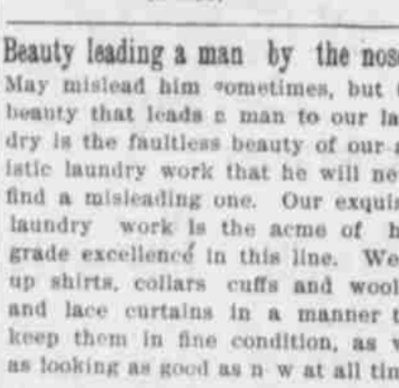 Beauty leading a man by the nose
May mislead him sometimes, but
beauty that leads a man to our la
dry is the faultless beauty of our a
istic laundry work that he will ne
find a misleading one. Our exquis
laundry work is the acme of h
grade excellence in this line. We
up shirts, collars cuffs and wool
and lace curtains in a manner t
keep them in fine condition, as w
as looking as good as n w at all tim